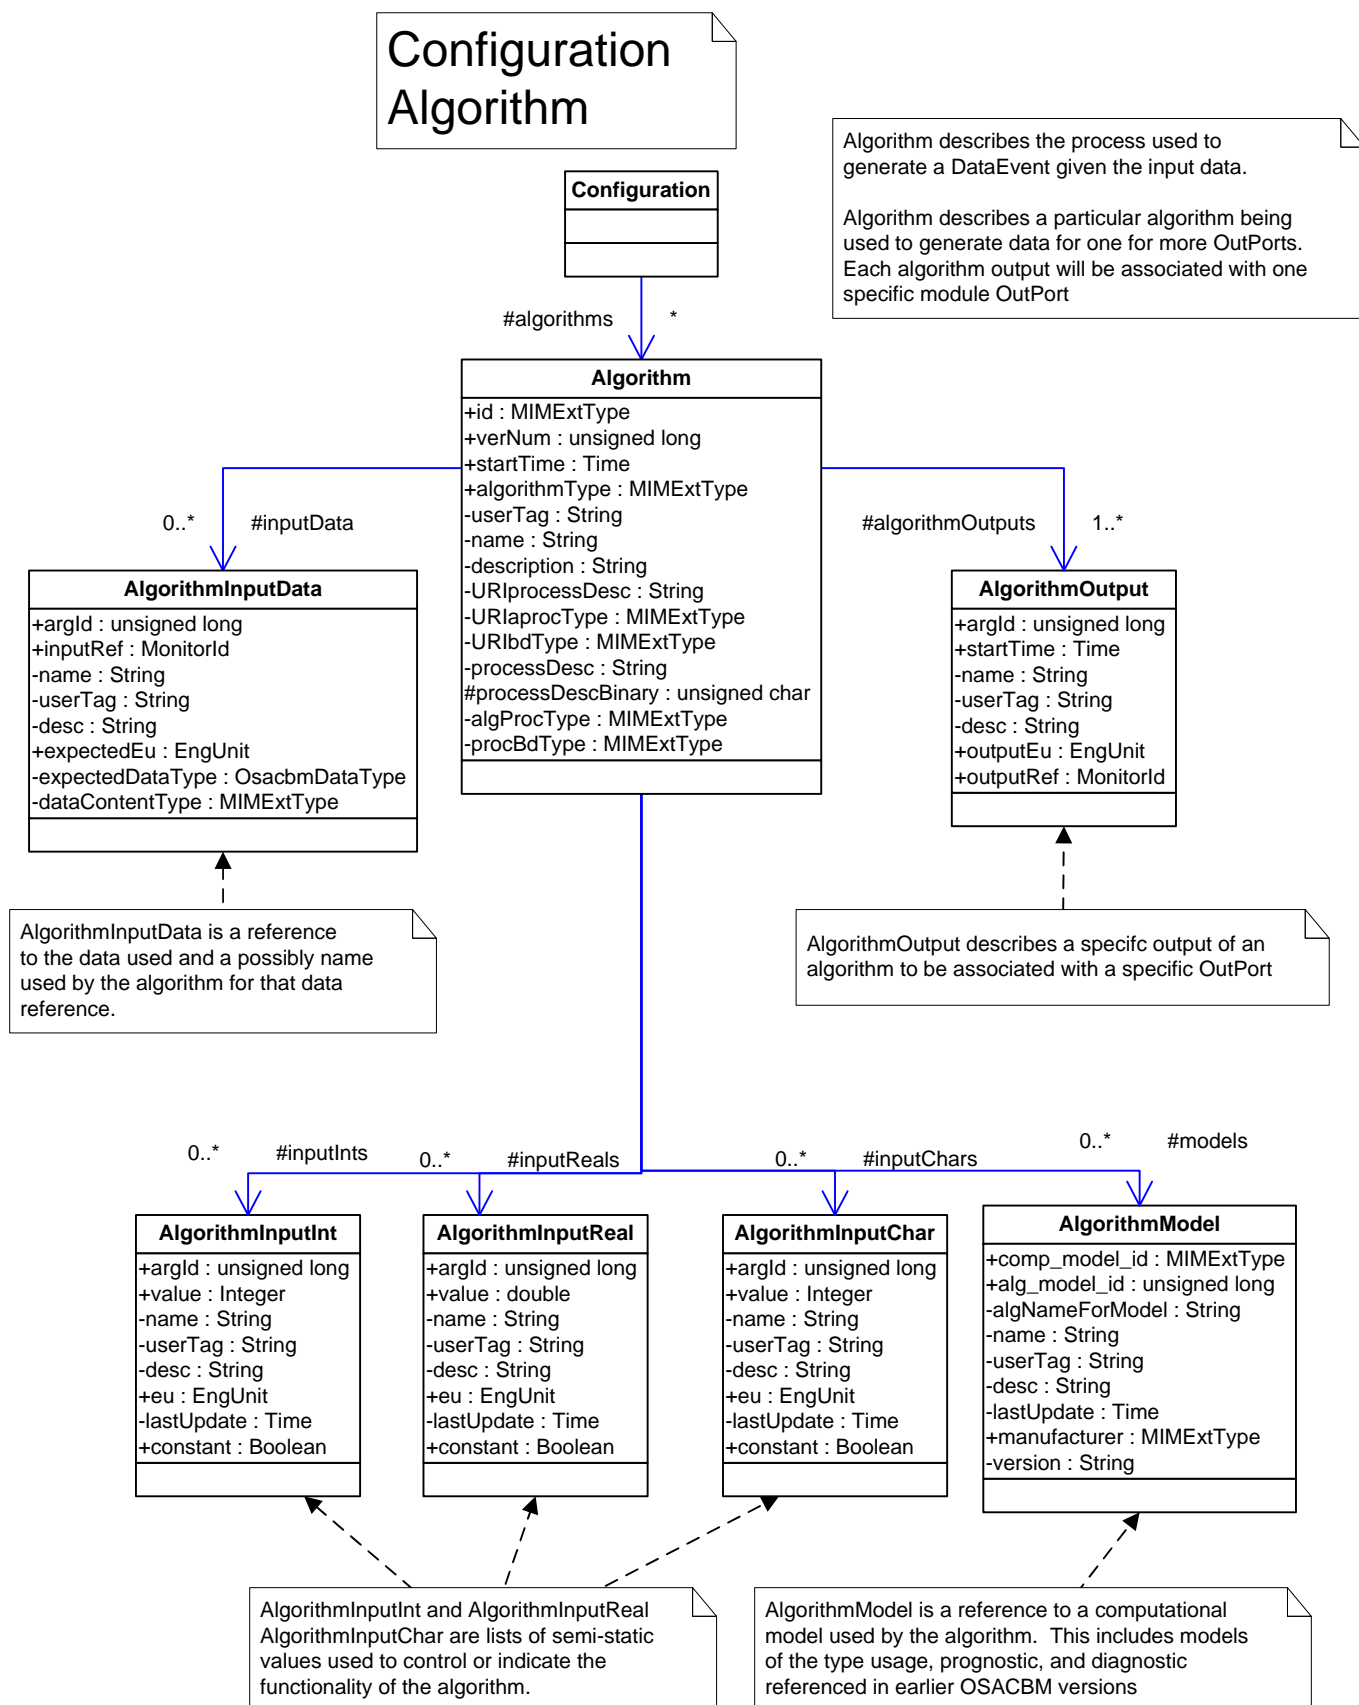 Configuration
Algorithm
Algorithm describes the process used to
generate a DataEvent given the input data.
Algorithm describes a particular algorithm being
used to generate data for one for more OutPorts.
Each algorithm output will be associated with one
specific module OutPort
Configuration
#algorithms *
Algorithm
+id : MIMExtType
+verNum : unsigned long
+startTime : Time
+algorithmType : MIMExtType
-userTag : String
-name : String
-description : String
-URIprocessDesc : String
-URIaprocType : MIMExtType
-URIbdType : MIMExtType
-processDesc : String
#processDescBinary : unsigned char
-algProcType : MIMExtType
-procBdType : MIMExtType
0..* #inputData
AlgorithmInputData
+argId : unsigned long
+inputRef : MonitorId
-name : String
-userTag : String
-desc : String
+expectedEu : EngUnit
-expectedDataType : OsacbmDataType
-dataContentType : MIMExtType
#algorithmOutputs 1..*
AlgorithmOutput
+argId : unsigned long
+startTime : Time
-name : String
-userTag : String
-desc : String
+outputEu : EngUnit
+outputRef : MonitorId
AlgorithmInputData is a reference
to the data used and a possibly name
used by the algorithm for that data
reference.
AlgorithmOutput describes a specifc output of an
algorithm to be associated with a specific OutPort
0..* #inputInts
AlgorithmInputInt
+argId : unsigned long
+value : Integer
-name : String
-userTag : String
-desc : String
+eu : EngUnit
-lastUpdate : Time
+constant : Boolean
0..* #inputReals
AlgorithmInputReal
+argId : unsigned long
+value : double
-name : String
-userTag : String
-desc : String
+eu : EngUnit
-lastUpdate : Time
+constant : Boolean
0..* #inputChars
AlgorithmInputChar
+argId : unsigned long
+value : Integer
-name : String
-userTag : String
-desc : String
+eu : EngUnit
-lastUpdate : Time
+constant : Boolean
0..* #models
AlgorithmModel
+comp_model_id : MIMExtType
+alg_model_id : unsigned long
-algNameForModel : String
-name : String
-userTag : String
-desc : String
-lastUpdate : Time
+manufacturer : MIMExtType
-version : String
AlgorithmInputInt and AlgorithmInputReal
AlgorithmInputChar are lists of semi-static
values used to control or indicate the
functionality of the algorithm.
AlgorithmModel is a reference to a computational
model used by the algorithm.  This includes models
of the type usage, prognostic, and diagnostic
referenced in earlier OSACBM versions